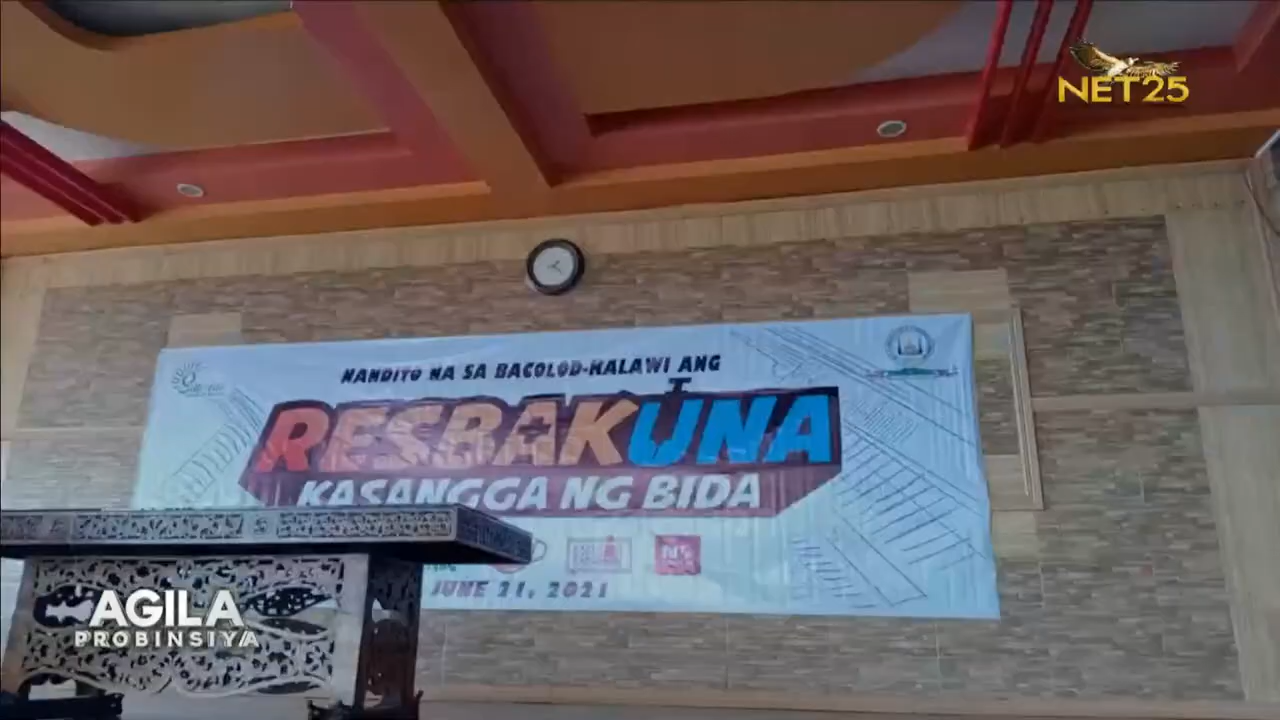 NET25
NANDITO NA SA BACOLOD-KALAWI ANG
RESBAKUNA
KASANGGA NG BIDA
JUNE 21, 2021
AGILA
PROBINSIYA